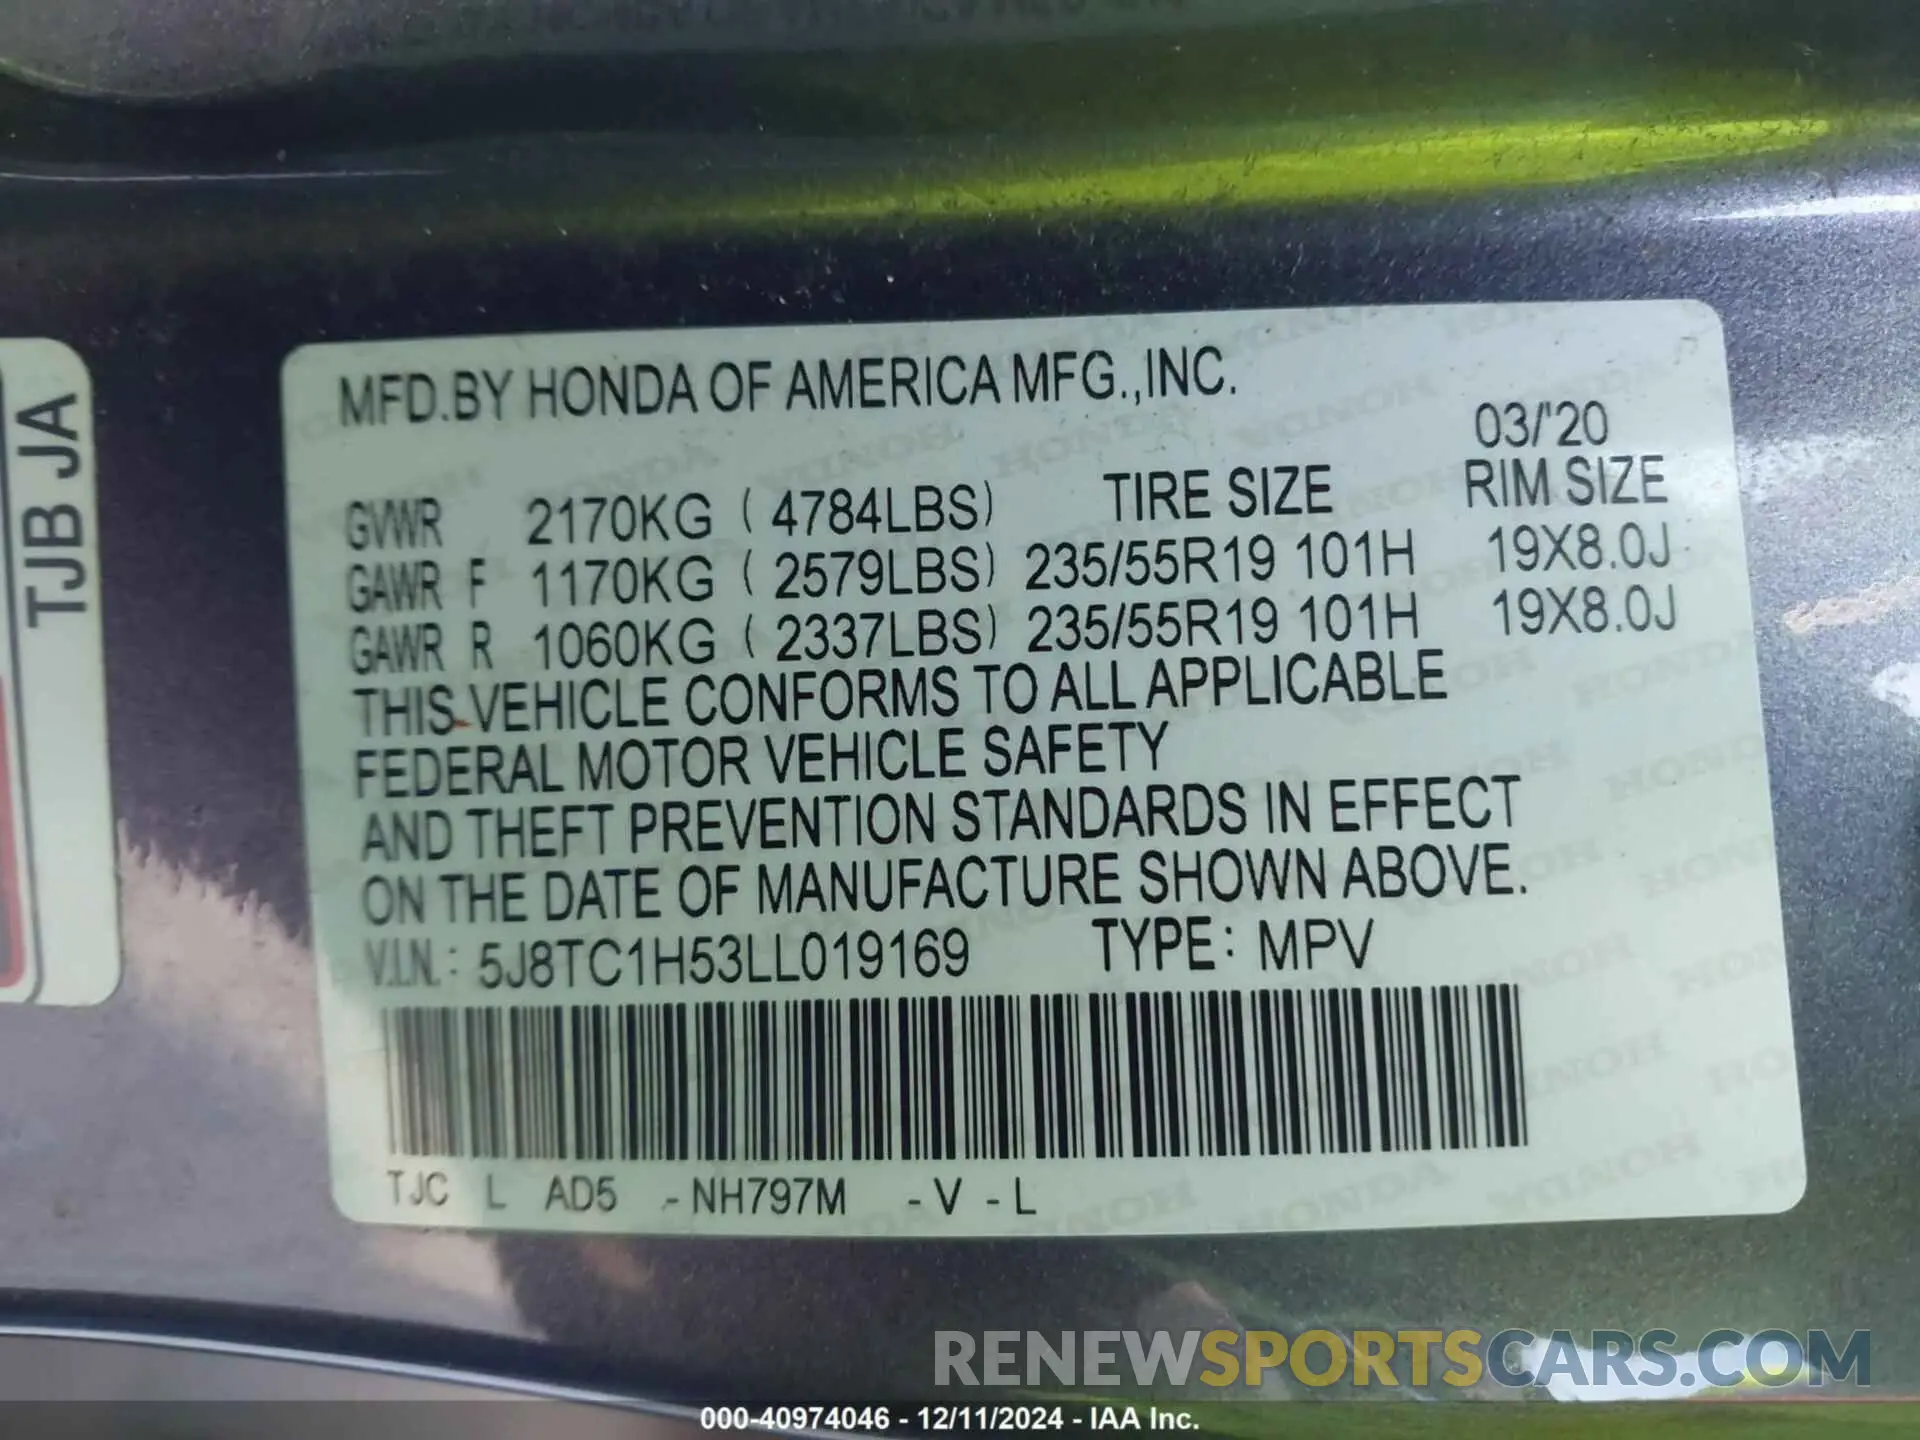 MFD.BY HONDA OF AMERICA MFG.,INC.
03/'20
GVWR 2170KG ( 4784LBS) TIRE SIZE RIM SIZE
GAWR F 1170KG ( 2579LBS) 235/55R19 101H 19X8.0J
GAWR R 1060KG ( 2337LBS) 235/55R19 101H 19X8.0J
THIS VEHICLE CONFORMS TO ALL APPLICABLE
FEDERAL MOTOR VEHICLE SAFETY
AND THEFT PREVENTION STANDARDS IN EFFECT
ON THE DATE OF MANUFACTURE SHOWN ABOVE.
V.I.N.: 5J8TC1H53LL019169 TYPE: MPV
TJC L AD5 -NH797M -V -L
TJB JA
RENEWSPORTSCARS.COM
000-40974046 - 12/11/2024 - IAA Inc.